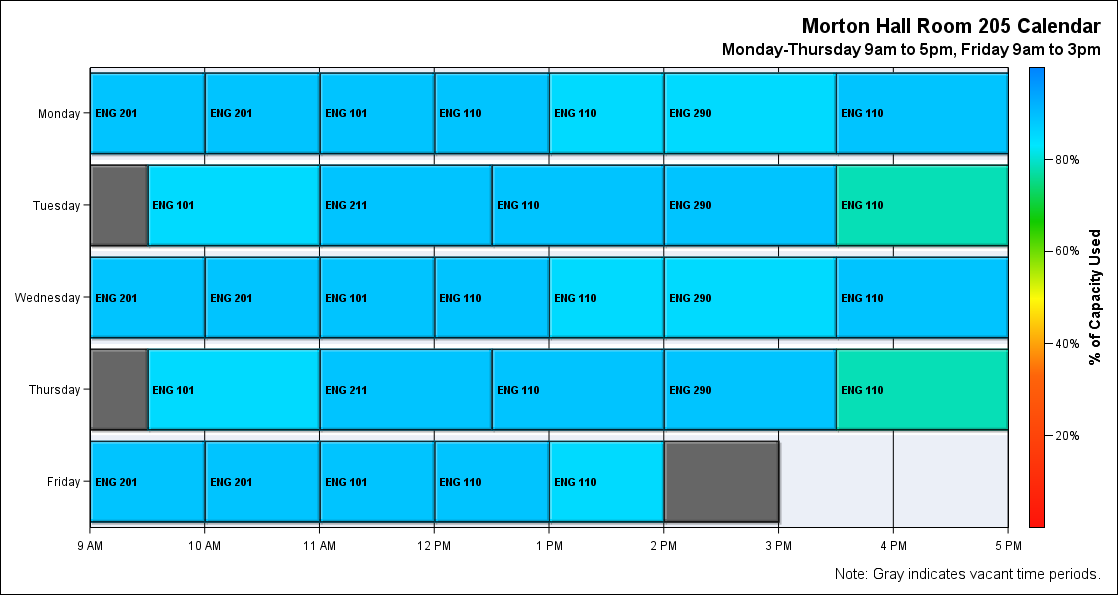 Morton Hall Room 205 Calendar
Monday-Thursday 9am to 5pm, Friday 9am to 3pm
Monday ENG 201 ENG 201 ENG 101 ENG 110 ENG 110 ENG 290 ENG 110
Tuesday ENG 101 ENG 211 ENG 110 ENG 290 ENG 110
Wednesday ENG 201 ENG 201 ENG 101 ENG 110 ENG 110 ENG 290 ENG 110
Thursday ENG 101 ENG 211 ENG 110 ENG 290 ENG 110
Friday ENG 201 ENG 201 ENG 101 ENG 110 ENG 110
9 AM 10 AM 11 AM 12 PM 1 PM 2 PM 3 PM 4 PM 5 PM
80%
60%
40%
20%
% of Capacity Used
Note: Gray indicates vacant time periods.